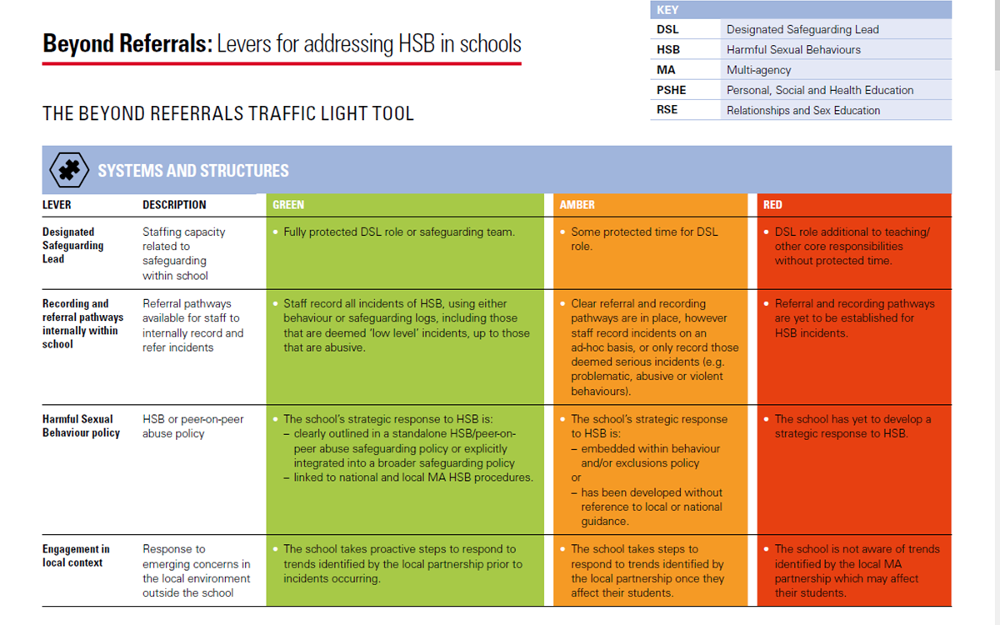 Beyond Referrals: Levers for addressing HSB in schools
KEY
DSL Designated Safeguarding Lead
HSB Harmful Sexual Behaviours
MA Multi-agency
PSHE Personal, Social and Health Education
RSE Relationships and Sex Education
THE BEYOND REFERRALS TRAFFIC LIGHT TOOL
SYSTEMS AND STRUCTURES
LEVER DESCRIPTION GREEN AMBER RED
Designated
Safeguarding
Lead
Staffing capacity
related to
safeguarding
within school
• Fully protected DSL role or safeguarding team.
• Some protected time for DSL
role.
• DSL role additional to teaching/
other core responsibilities
without protected time.
Recording and
referral pathways
internally within
school
Referral pathways
available for staff to
internally record and
refer incidents
• Staff record all incidents of HSB, using either
behaviour or safeguarding logs, including those
that are deemed ‘low level’ incidents, up to those
that are abusive.
• Clear referral and recording
pathways are in place, however
staff record incidents on an
ad-hoc basis, or only record those
deemed serious incidents (e.g.
problematic, abusive or violent
behaviours).
• Referral and recording pathways
are yet to be established for
HSB incidents.
Harmful Sexual
Behaviour policy
HSB or peer-on-peer
abuse policy
• The school’s strategic response to HSB is:
– clearly outlined in a standalone HSB/peer-on-
peer abuse safeguarding policy or explicitly
integrated into a broader safeguarding policy
– linked to national and local MA HSB procedures.
• The school’s strategic response
to HSB is:
– embedded within behaviour
and/or exclusions policy
or
– has been developed without
reference to local or national
guidance.
• The school has yet to develop a
strategic response to HSB.
Engagement in
local context
Response to
emerging concerns in
the local environment
outside the school
• The school takes proactive steps to respond to
trends identified by the local partnership prior to
incidents occurring.
• The school takes steps to
respond to trends identified by
the local partnership once they
affect their students.
• The school is not aware of trends
identified by the local MA
partnership which may affect
their students.